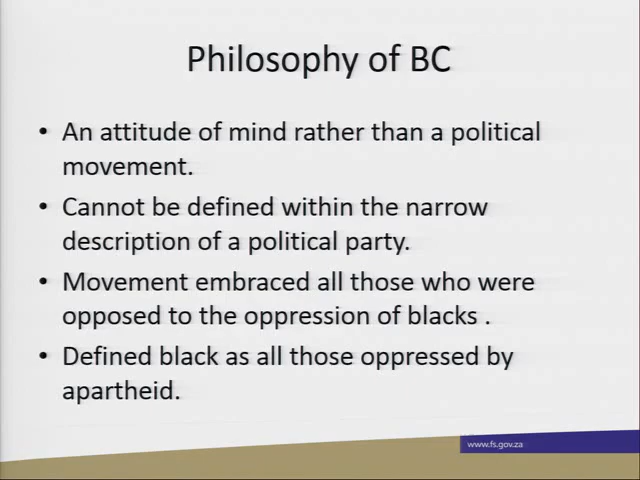 Philosophy of BC
• An attitude of mind rather than a political
movement.
• Cannot be defined within the narrow
description of a political party.
• Movement embraced all those who were
opposed to the oppression of blacks .
• Defined black as all those oppressed by
apartheid.
www.fs.gov.za